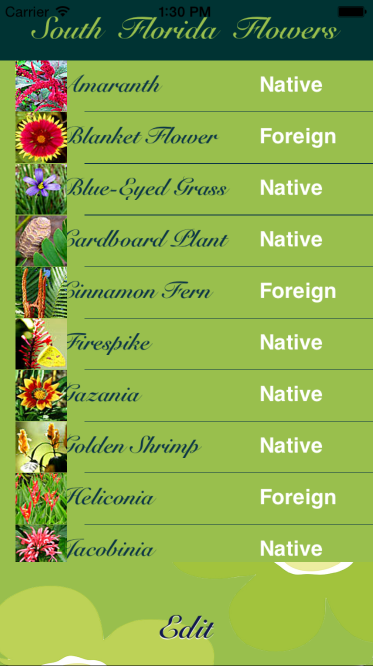 Carrier 1:30 PM
South Florida Flowers
Amaranth Native
Blanket Flower Foreign
Blue-Eyed Grass Native
Cardboard Plant Native
Cinnamon Fern Foreign
Firespike Native
Gazania Native
Golden Shrimp Native
Heliconia Foreign
Jacobinia Native
Edit